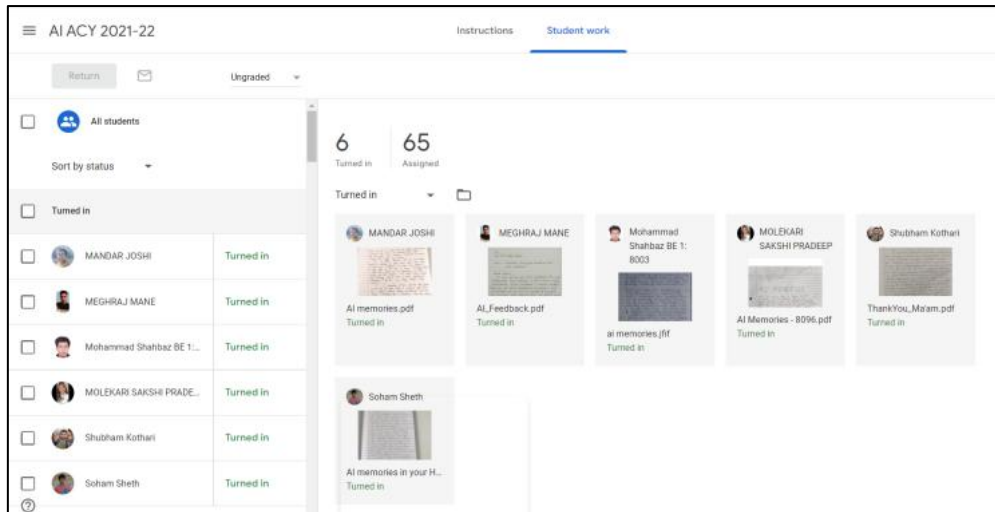 AI ACY 2021-22
Instructions
Student work
Return
Ungraded
All students
Sort by status
Turned in
MANDAR JOSHI Turned in
MEGHRAJ MANE Turned in
Mohammad Shahbaz BE 1:... Turned in
MOLEKARI SAKSHI PRADE... Turned in
Shubham Kothari Turned in
Soham Sheth Turned in
6 65
Turned in Assigned
Turned in
MANDAR JOSHI
AI memories.pdf
Turned in
MEGHRAJ MANE
AI_Feedback.pdf
Turned in
Mohammad
Shahbaz BE 1:
8003
ai memories.jfif
Turned in
MOLEKARI
SAKSHI PRADEEP
AI Memories - 8096.pdf
Turned in
Shubham Kothari
ThankYou_Ma'am.pdf
Turned in
Soham Sheth
AI memories in your H...
Turned in